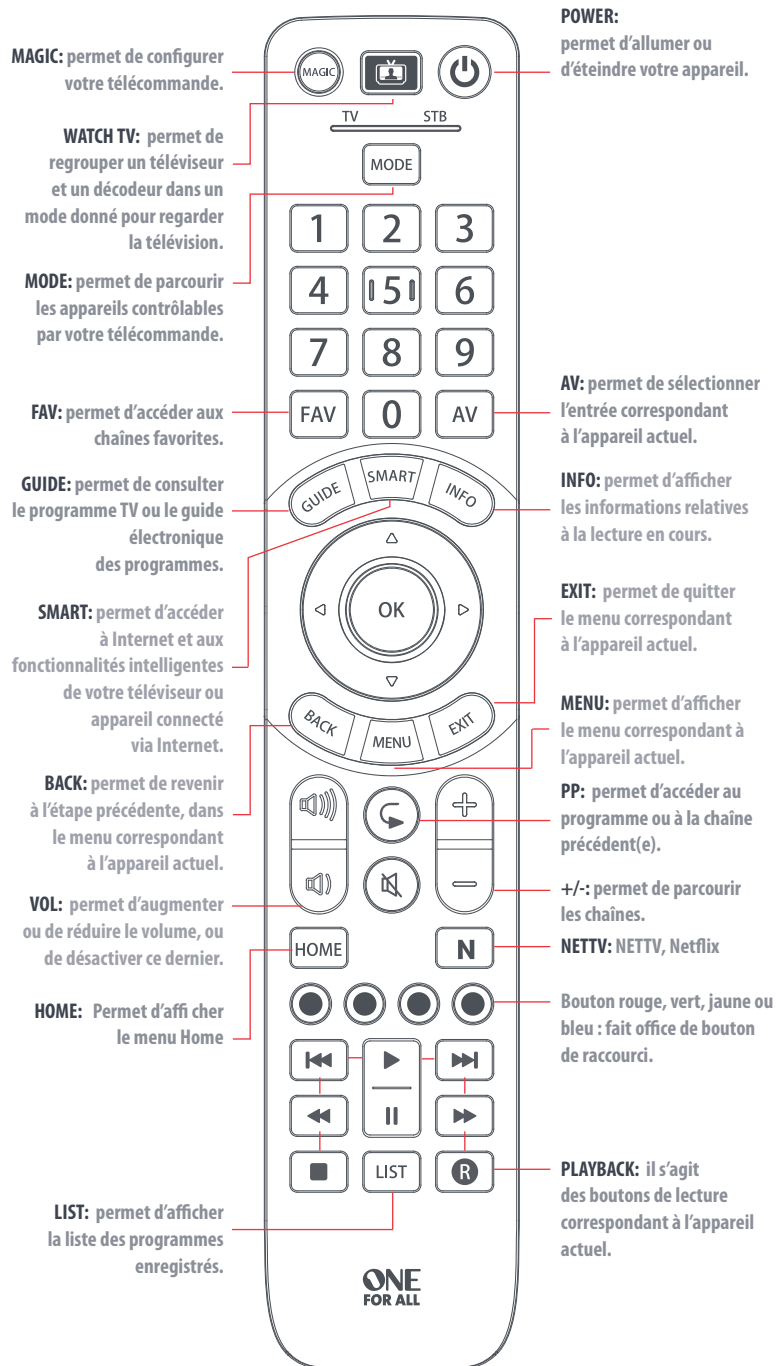 MAGIC: permet de configurer
votre télécommande.
WATCH TV: permet de
regrouper un téléviseur
et un décodeur dans un
mode donné pour regarder
la télévision.
MODE: permet de parcourir
les appareils contrôlables
par votre télécommande.
FAV: permet d'accéder aux
chaînes favorites.
GUIDE: permet de consulter
le programme TV ou le guide
électronique
des programmes.
SMART: permet d'accéder
à Internet et aux
fonctionnalités intelligentes
de votre téléviseur ou
appareil connecté
via Internet.
BACK: permet de revenir
à l'étape précédente, dans
le menu correspondant
à l'appareil actuel.
VOL: permet d'augmenter
ou de réduire le volume, ou
de désactiver ce dernier.
HOME: Permet d'affi cher
le menu Home
LIST: permet d'afficher
la liste des programmes
enregistrés.
MAGIC
TV STB
MODE
1 2 3
4 5 6
7 8 9
FAV 0 AV
GUIDE SMART INFO
OK
BACK MENU EXIT
HOME N
LIST R
ONE
FOR ALL
POWER:
permet d'allumer ou
d'éteindre votre appareil.
AV: permet de sélectionner
l'entrée correspondant
à l'appareil actuel.
INFO: permet d'afficher
les informations relatives
à la lecture en cours.
EXIT: permet de quitter
le menu correspondant
à l'appareil actuel.
MENU: permet d'afficher
le menu correspondant à
l'appareil actuel.
PP: permet d'accéder au
programme ou à la chaîne
précédent(e).
+/-: permet de parcourir
les chaînes.
NETTV: NETTV, Netflix
Bouton rouge, vert, jaune ou
bleu : fait office de bouton
de raccourci.
PLAYBACK: il s'agit
des boutons de lecture
correspondant à l'appareil
actuel.